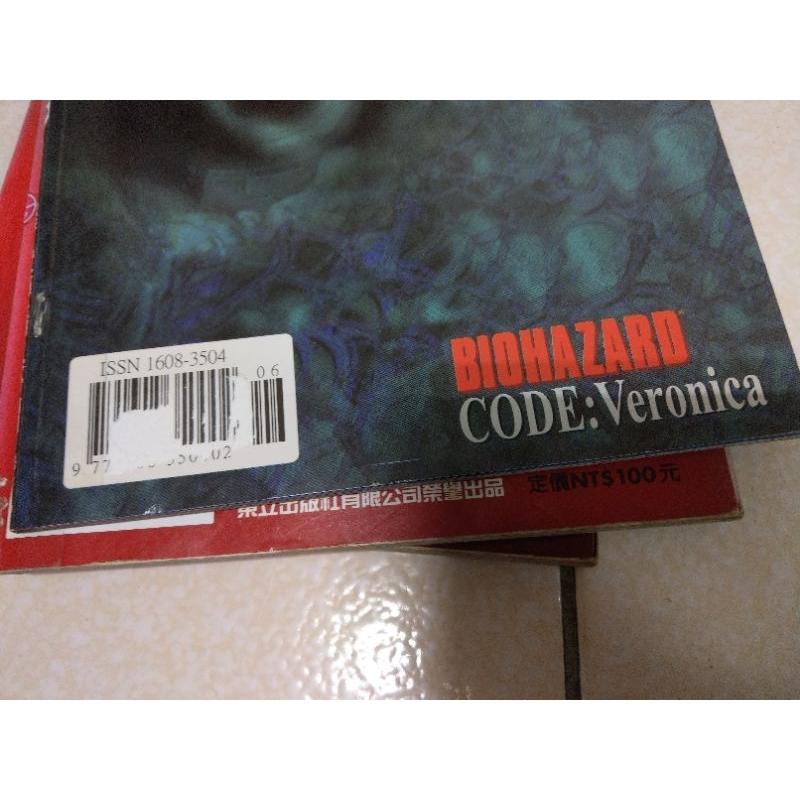 ISSN 1608-3504
06
BIOHAZARD
CODE:Veronica
東立出版社有限公司榮譽出品
定價NT$100元